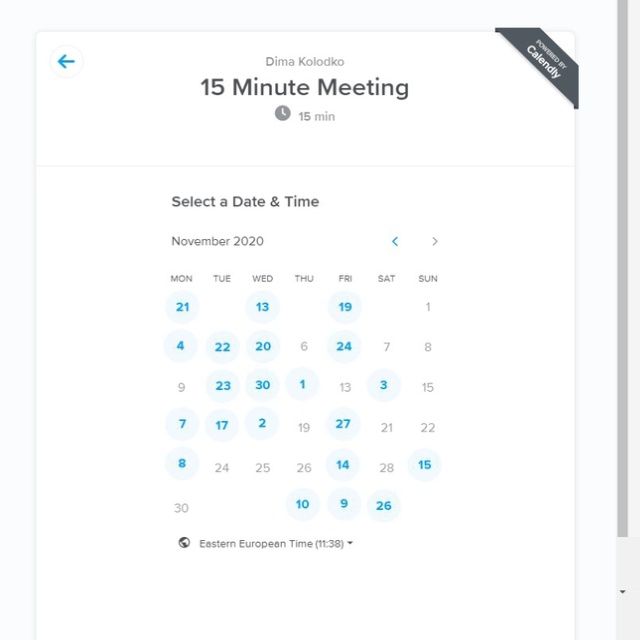 POWERED BY
Calendly
Dima Kolodko
15 Minute Meeting
15 min
Select a Date & Time
November 2020
MON TUE WED THU FRI SAT SUN
21 13 19 1
4 22 20 6 24 7 8
9 23 30 1 13 3 15
7 17 2 19 27 21 22
8 24 25 26 14 28 15
30 10 9 26
Eastern European Time (11:38)